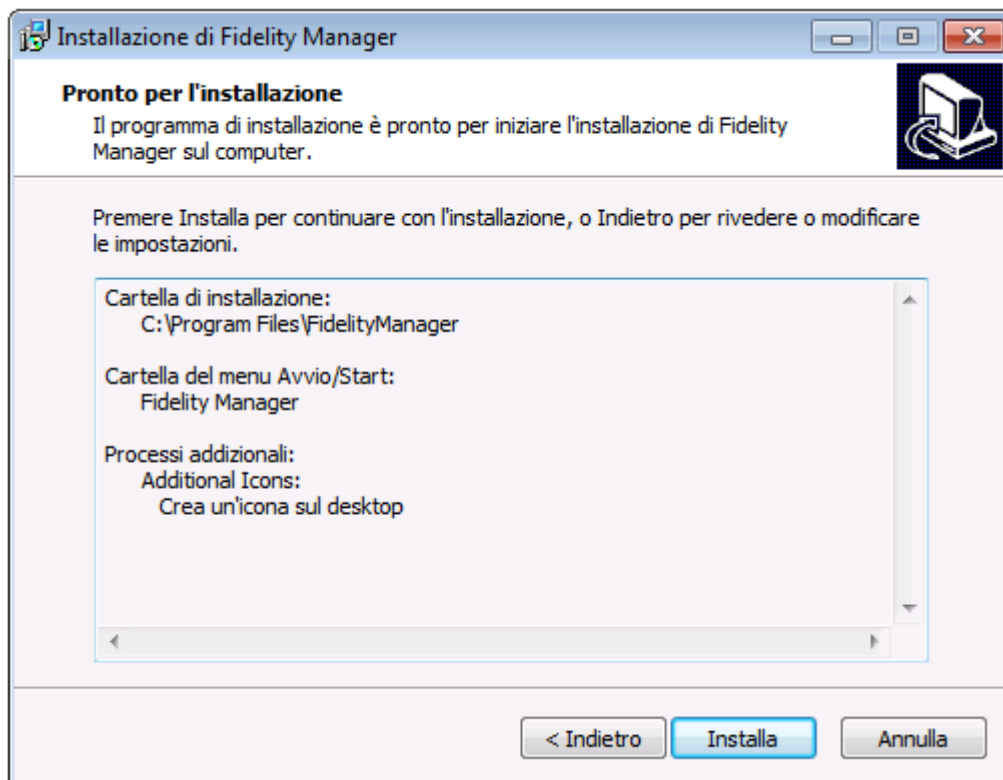 Installazione di Fidelity Manager
Pronto per l'installazione
Il programma di installazione è pronto per iniziare l'installazione di Fidelity
Manager sul computer.
Premere Installa per continuare con l'installazione, o Indietro per rivedere o modificare
le impostazioni.
Cartella di installazione:
C:\Program Files\FidelityManager
Cartella del menu Avvio/Start:
Fidelity Manager
Processi addizionali:
Additional Icons:
Crea un'icona sul desktop
< Indietro
Installa
Annulla